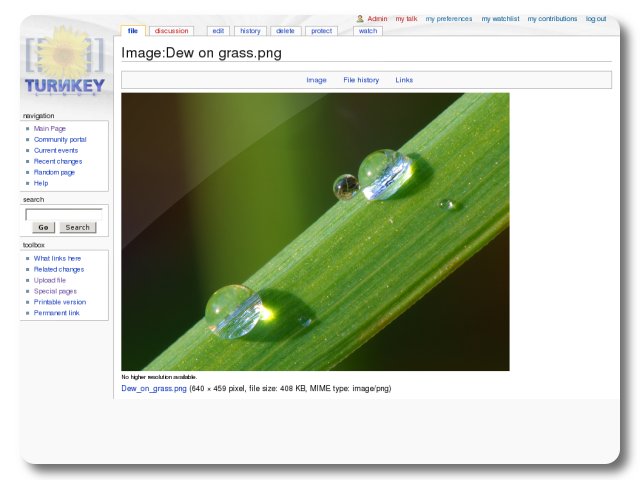 Admin my talk my preferences my watchlist my contributions log out
file discussion edit history delete protect watch
Image:Dew on grass.png
Image File history Links
TURNKEY
LINUX
navigation
Main Page
Community portal
Current events
Recent changes
Random page
Help
search
Go Search
toolbox
What links here
Related changes
Upload file
Special pages
Printable version
Permanent link
No higher resolution available.
Dew_on_grass.png (640 × 459 pixel, file size: 408 KB, MIME type: image/png)